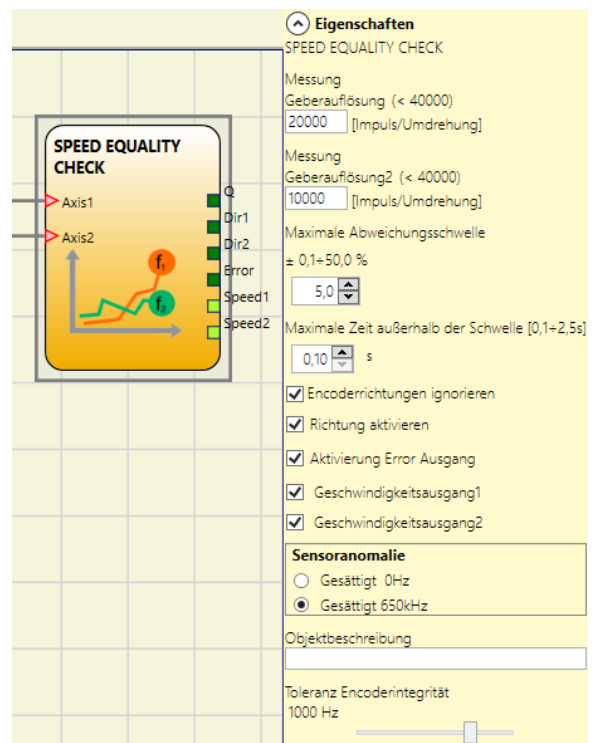 SPEED EQUALITY
CHECK
Axis1
Axis2
Q
Dir1
Dir2
Error
Speed1
Speed2
f1
f2
Eigenschaften
SPEED EQUALITY CHECK
Messung
Geberauflösung (< 40000)
20000 [Impuls/Umdrehung]
Messung
Geberauflösung2 (< 40000)
10000 [Impuls/Umdrehung]
Maximale Abweichungsschwelle
± 0,1÷50,0 %
5,0
Maximale Zeit außerhalb der Schwelle [0,1÷2,5s]
0,10 s
Encoderrichtungen ignorieren
Richtung aktivieren
Aktivierung Error Ausgang
Geschwindigkeitsausgang1
Geschwindigkeitsausgang2
Sensoranomalie
Gesättigt 0Hz
Gesättigt 650kHz
Objektbeschreibung
Toleranz Encoderintegrität
1000 Hz